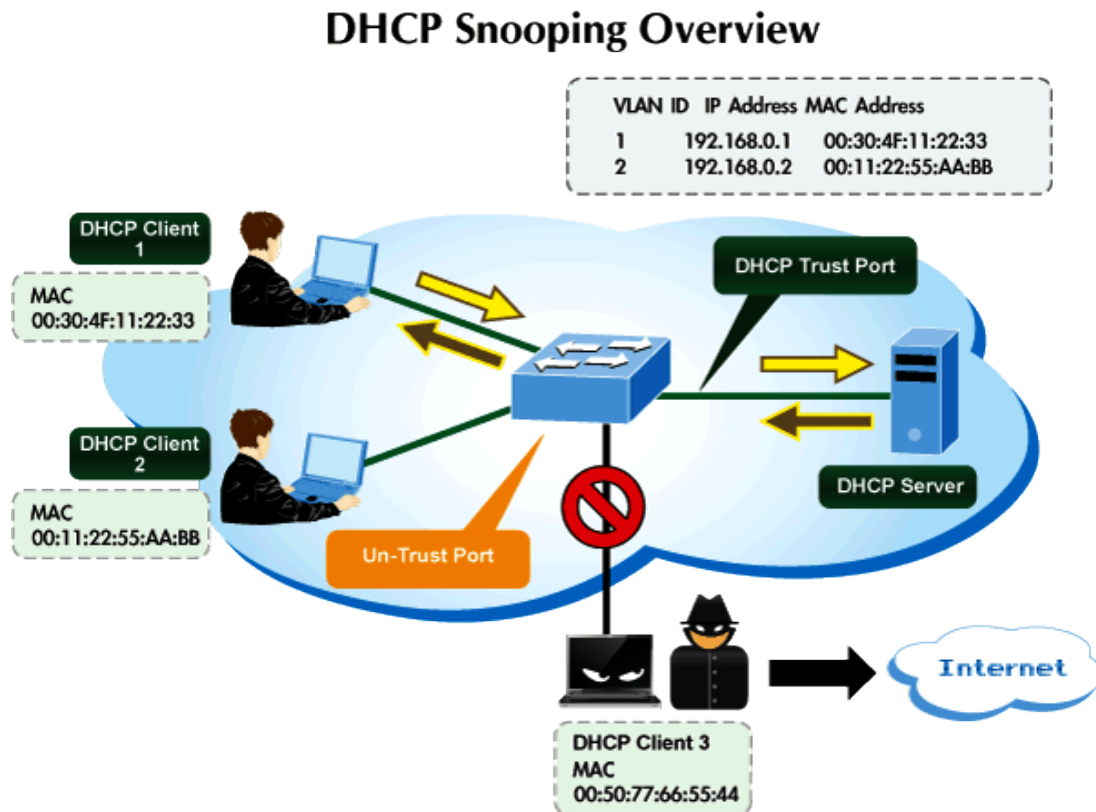 DHCP Snooping Overview
VLAN ID IP Address MAC Address
1 192.168.0.1 00:30:4F:11:22:33
2 192.168.0.2 00:11:22:55:AA:BB
DHCP Client
1
MAC
00:30:4F:11:22:33
DHCP Trust Port
DHCP Client
2
MAC
00:11:22:55:AA:BB
Un-Trust Port
DHCP Server
Internet
DHCP Client 3
MAC
00:50:77:66:55:44